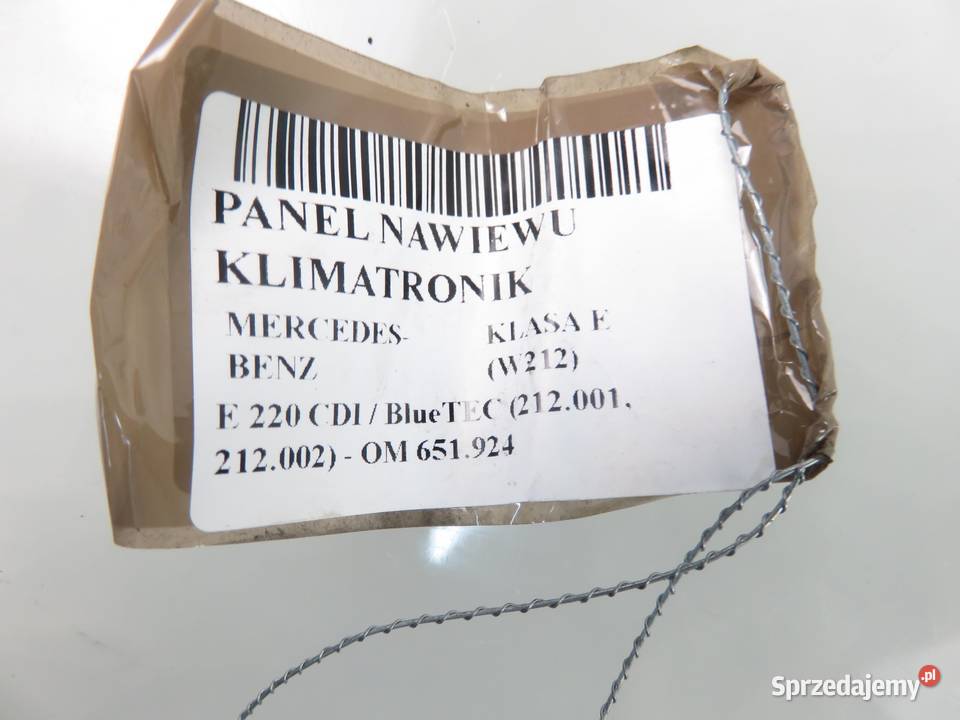 PANEL NAWIEWU
KLIMATRONIK
MERCEDES- KLASA E
BENZ (W212)
E 220 CDI / BlueTEC (212.001,
212.002) - OM 651.924
Sprzedajemy.pl